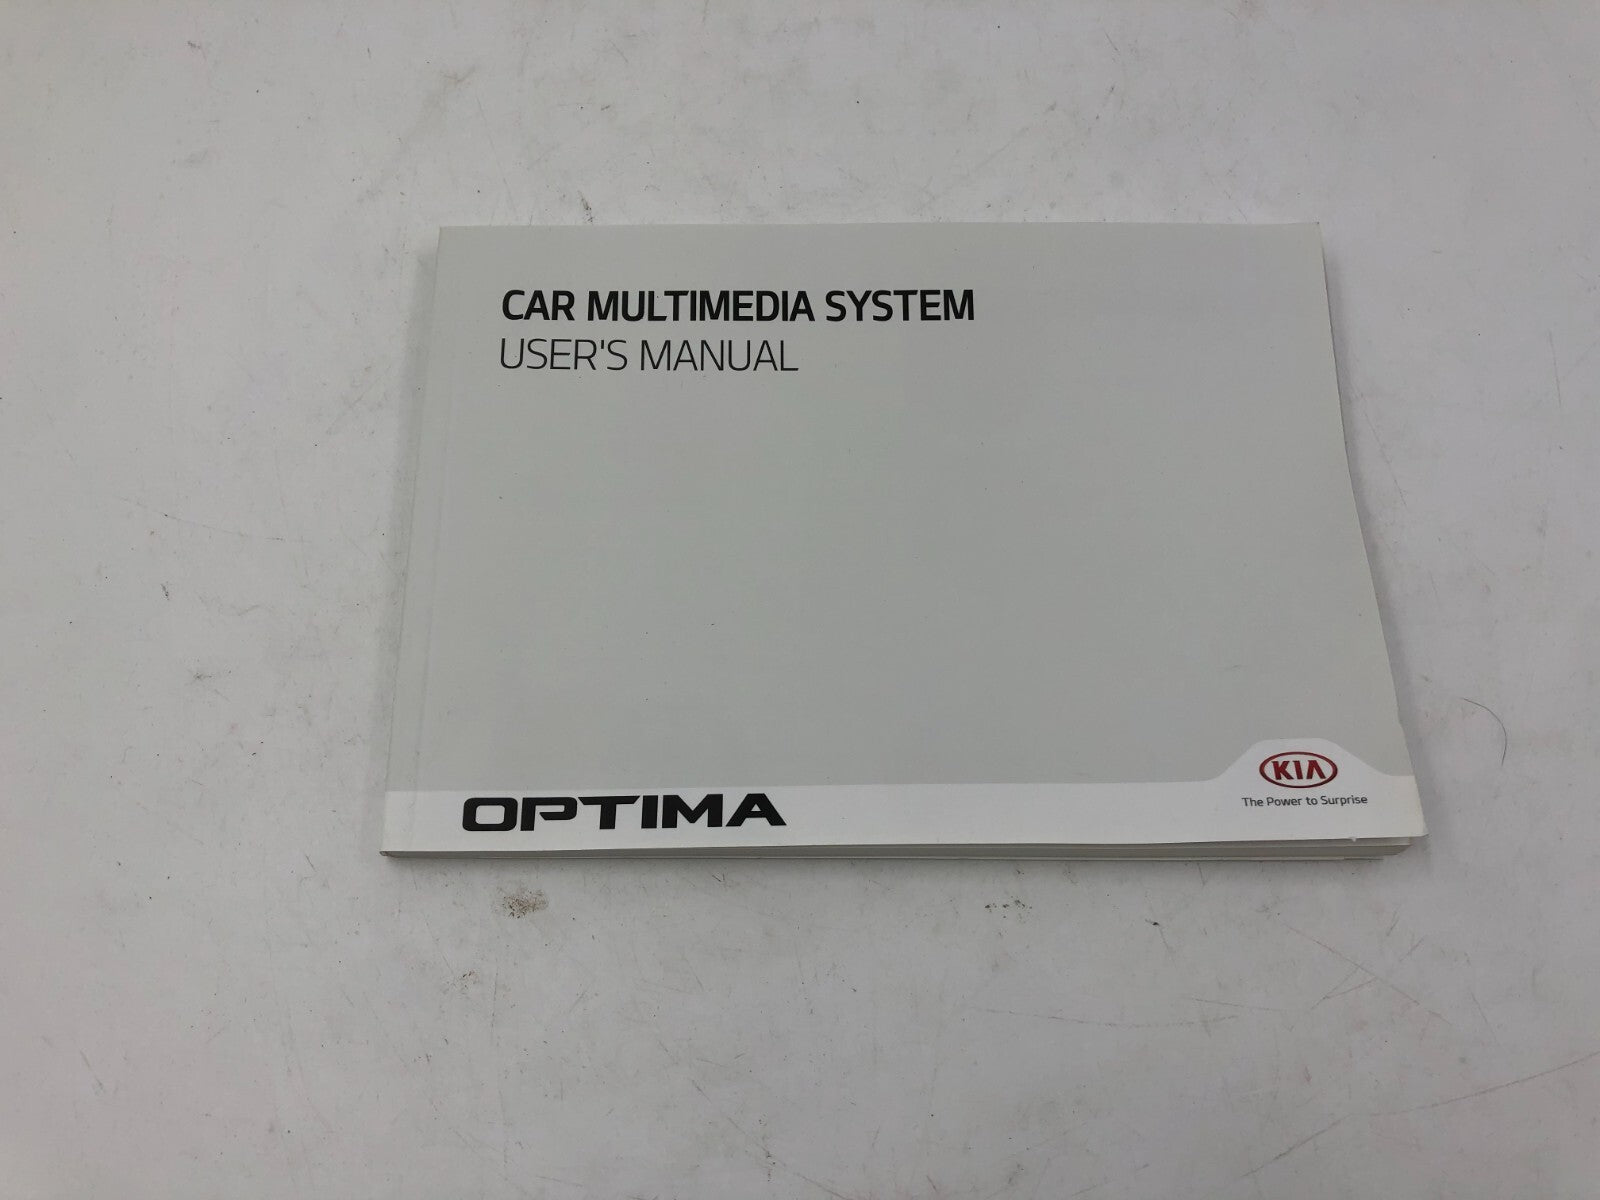 CAR MULTIMEDIA SYSTEM
USER'S MANUAL
OPTIMA
KIA
The Power to Surprise